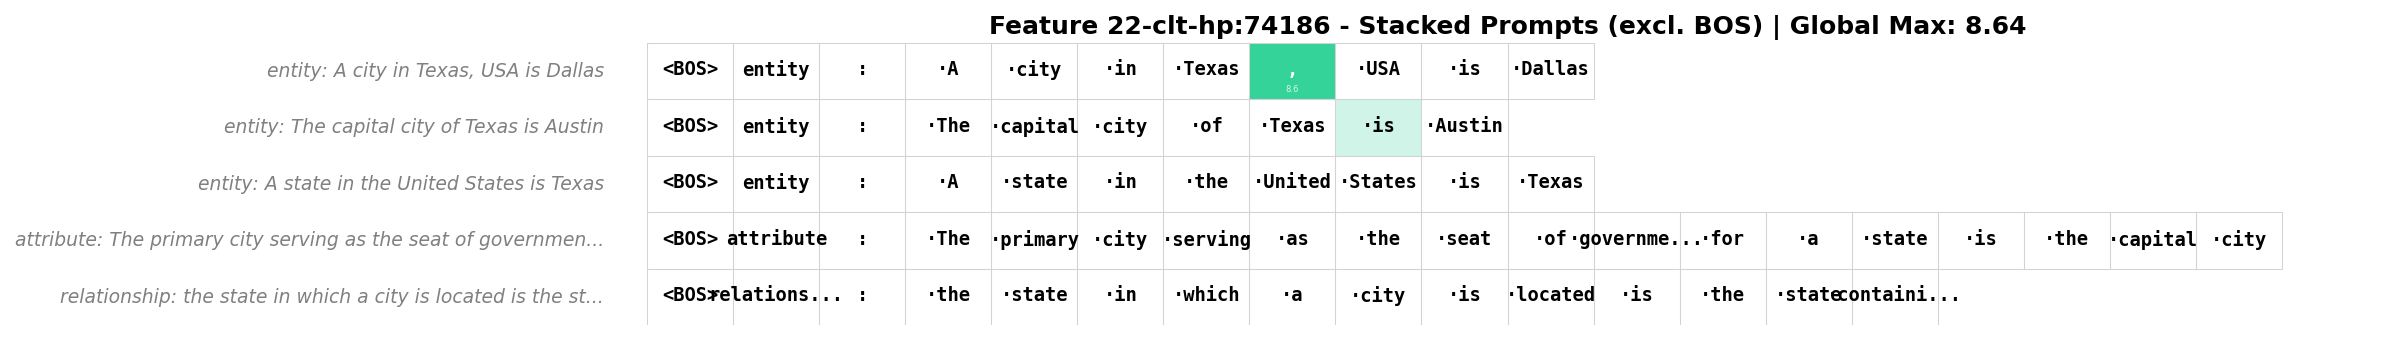 Feature 22-clt-hp:74186 - Stacked Prompts (excl. BOS) | Global Max: 8.64
entity: A city in Texas, USA is Dallas <BOS> entity : ·A ·city ·in ·Texas , ·USA ·is ·Dallas
8.6
entity: The capital city of Texas is Austin <BOS> entity : ·The ·capital ·city ·of ·Texas ·is ·Austin
entity: A state in the United States is Texas <BOS> entity : ·A ·state ·in ·the ·United ·States ·is ·Texas
attribute: The primary city serving as the seat of governmen... <BOS> attribute : ·The ·primary ·city ·serving ·as ·the ·seat ·of ·governme... ·for ·a ·state ·is ·the ·capital ·city
relationship: the state in which a city is located is the st... <BOS> relations... : ·the ·state ·in ·which ·a ·city ·is ·located ·is ·the ·state containi...